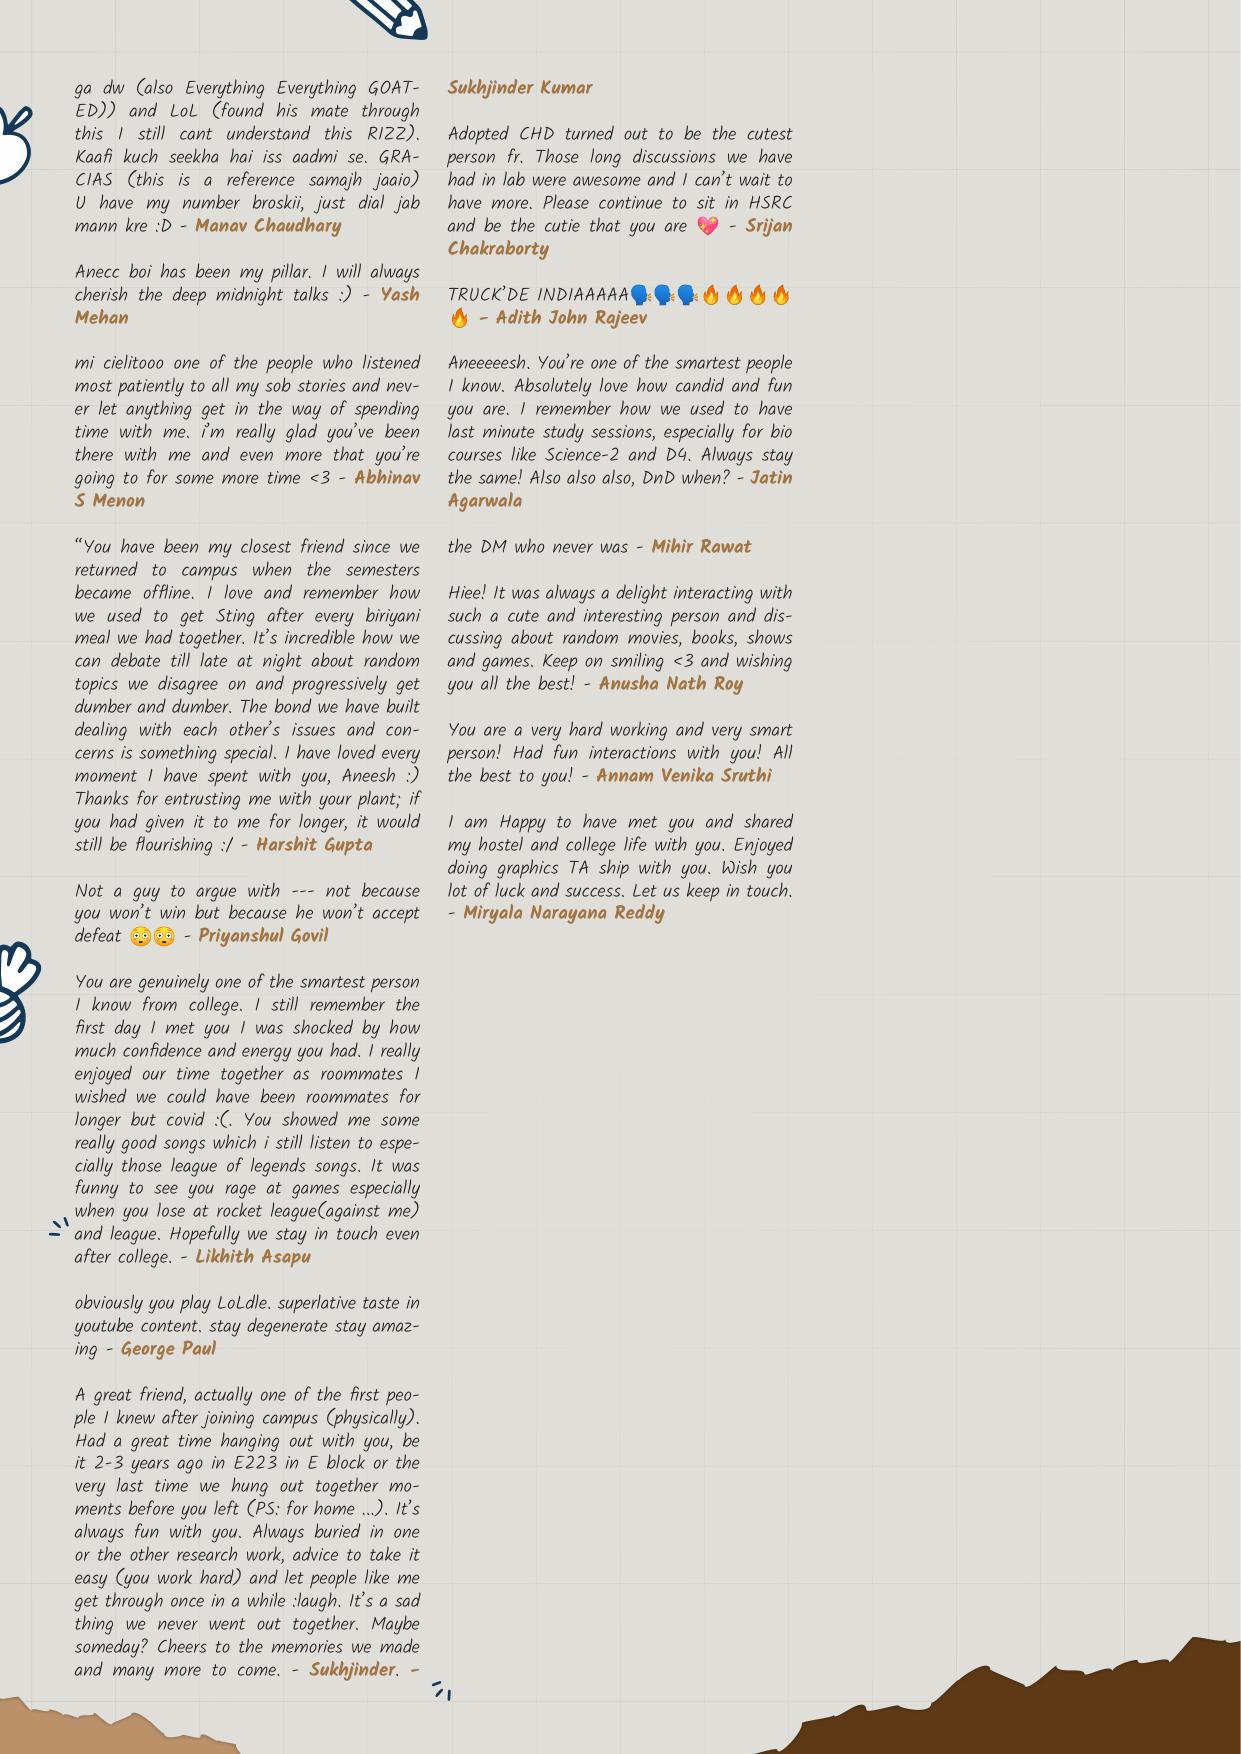 ga dw (also Everything Everything GOAT-
ED)) and LoL (found his mate through
this I still cant understand this RIZZ).
Kaafi kuch seekha hai iss aadmi se. GRA-
CIAS (this is a reference samajh jaaio)
U have my number broskii, just dial jab
mann kre :D - Manav Chaudhary
Anecc boi has been my pillar. I will always
cherish the deep midnight talks :) - Yash
Mehan
mi cielitooo one of the people who listened
most patiently to all my sob stories and nev-
er let anything get in the way of spending
time with me. i'm really glad you've been
there with me and even more that you're
going to for some more time <3 - Abhinav
S Menon
“You have been my closest friend since we
returned to campus when the semesters
became offline. I love and remember how
we used to get Sting after every biriyani
meal we had together. It's incredible how we
can debate till late at night about random
topics we disagree on and progressively get
dumber and dumber. The bond we have built
dealing with each other's issues and con-
cerns is something special. I have loved every
moment I have spent with you, Aneesh :)
Thanks for entrusting me with your plant; if
you had given it to me for longer, it would
still be flourishing :/ - Harshit Gupta
Not a guy to argue with --- not because
you won't win but because he won't accept
defeat 😳😳 - Priyanshul Govil
You are genuinely one of the smartest person
I know from college. I still remember the
first day I met you I was shocked by how
much confidence and energy you had. I really
enjoyed our time together as roommates I
wished we could have been roommates for
longer but covid :(. You showed me some
really good songs which i still listen to espe-
cially those league of legends songs. It was
funny to see you rage at games especially
when you lose at rocket league(against me)
and league. Hopefully we stay in touch even
after college. - Likhith Asapu
obviously you play LoLdle. superlative taste in
youtube content. stay degenerate stay amaz-
ing - George Paul
A great friend, actually one of the first peo-
ple I knew after joining campus (physically).
Had a great time hanging out with you, be
it 2-3 years ago in E223 in E block or the
very last time we hung out together mo-
ments before you left (PS: for home ...). It's
always fun with you. Always buried in one
or the other research work, advice to take it
easy (you work hard) and let people like me
get through once in a while :laugh. It's a sad
thing we never went out together. Maybe
someday? Cheers to the memories we made
and many more to come. - Sukhjinder. -
Sukhjinder Kumar
Adopted CHD turned out to be the cutest
person fr. Those long discussions we have
had in lab were awesome and I can't wait to
have more. Please continue to sit in HSRC
and be the cutie that you are 💖 - Srijan
Chakraborty
TRUCK'DE INDIAAAAA🗣️🗣️🗣️🔥🔥🔥🔥
🔥 - Adith John Rajeev
Aneeeeesh. You're one of the smartest people
I know. Absolutely love how candid and fun
you are. I remember how we used to have
last minute study sessions, especially for bio
courses like Science-2 and D4. Always stay
the same! Also also also, DnD when? - Jatin
Agarwala
the DM who never was - Mihir Rawat
Hiee! It was always a delight interacting with
such a cute and interesting person and dis-
cussing about random movies, books, shows
and games. Keep on smiling <3 and wishing
you all the best! - Anusha Nath Roy
You are a very hard working and very smart
person! Had fun interactions with you! All
the best to you! - Annam Venika Sruthi
I am Happy to have met you and shared
my hostel and college life with you. Enjoyed
doing graphics TA ship with you. Wish you
lot of luck and success. Let us keep in touch.
- Miryala Narayana Reddy